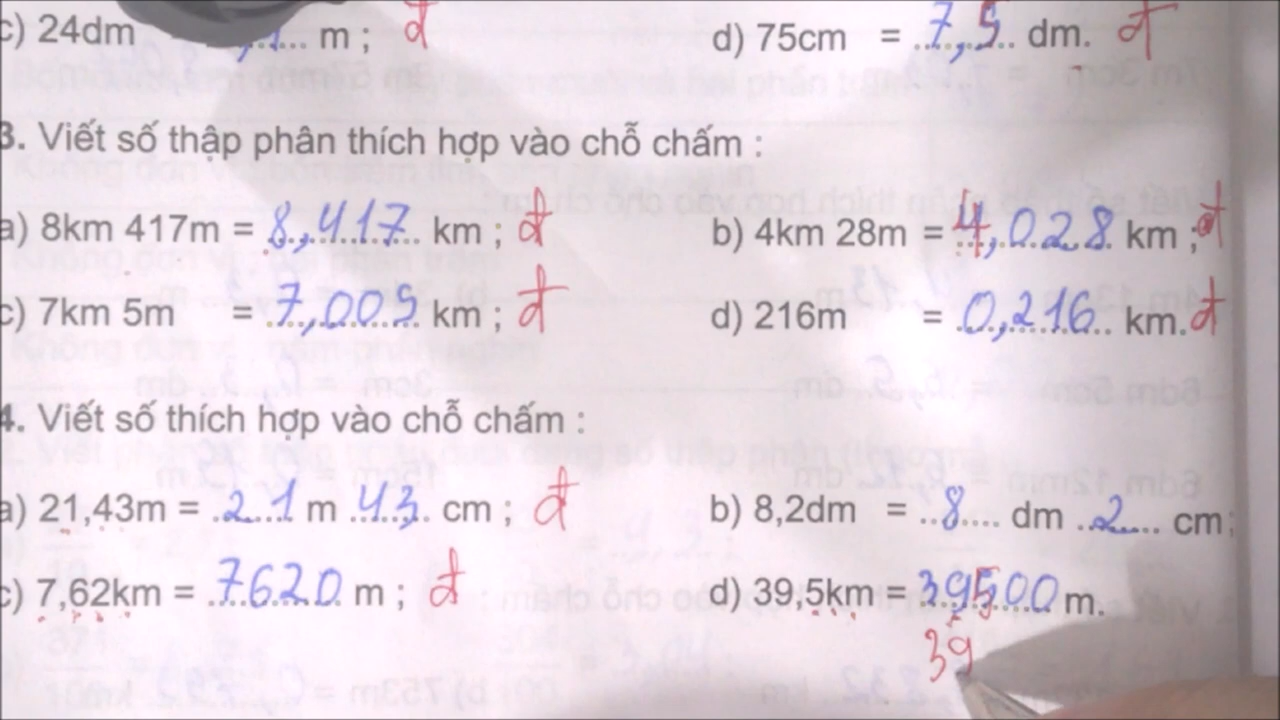 c) 24dm m ; đ d) 75cm = 7,5 dm. đ
3. Viết số thập phân thích hợp vào chỗ chấm :
a) 8km 417m = 8,417 km ; đ b) 4km 28m = 4,028 km ; đ
c) 7km 5m = 7,005 km ; đ d) 216m = 0,216 km. đ
4. Viết số thích hợp vào chỗ chấm :
a) 21,43m = 21 m 43 cm ; đ b) 8,2dm = 8 dm 2 cm ;
c) 7,62km = 7620 m ; đ d) 39,5km = 39500 m.
39